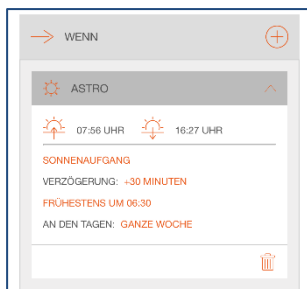 WENN
ASTRO
07:56 UHR 16:27 UHR
SONNENAUFGANG
VERZÖGERUNG: +30 MINUTEN
FRÜHESTENS UM 06:30
AN DEN TAGEN: GANZE WOCHE